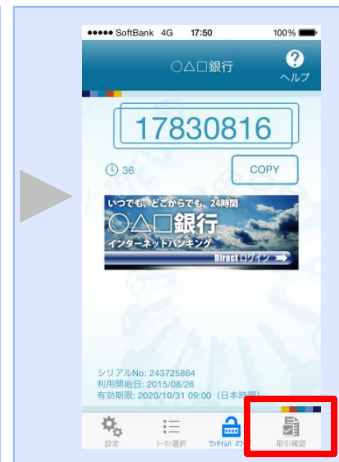 SoftBank 4G 17:50 100%
○△□銀行
ヘルプ
17830816
36
COPY
いつでも、どこからでも、24時間
○△□銀行
インターネットバンキング
Directログイン
シリアルNo: 243725864
利用開始日: 2015/08/26
有効期限: 2020/10/31 09:00（日本時間）
設定 トークン選択 ワンタイムパスワード 取引確認